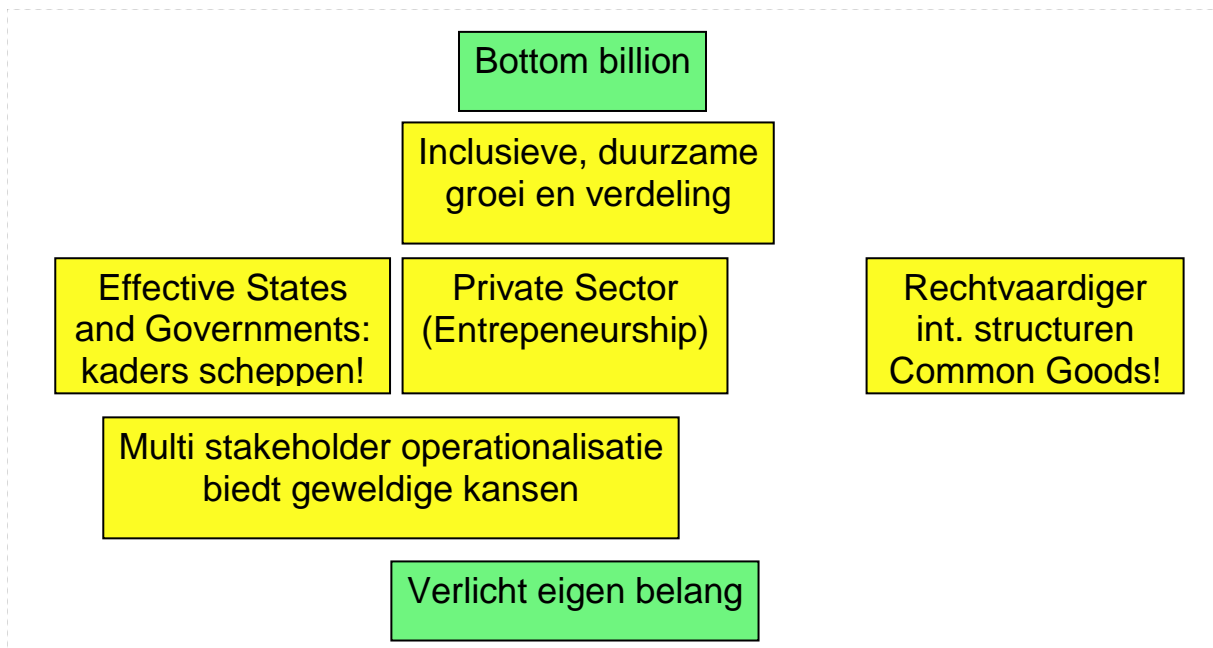 Bottom billion
Inclusieve, duurzame
groei en verdeling
Effective States
and Governments:
kaders scheppen!
Private Sector
(Entrepeneurship)
Rechtvaardiger
int. structuren
Common Goods!
Multi stakeholder operationalisatie
biedt geweldige kansen
Verlicht eigen belang